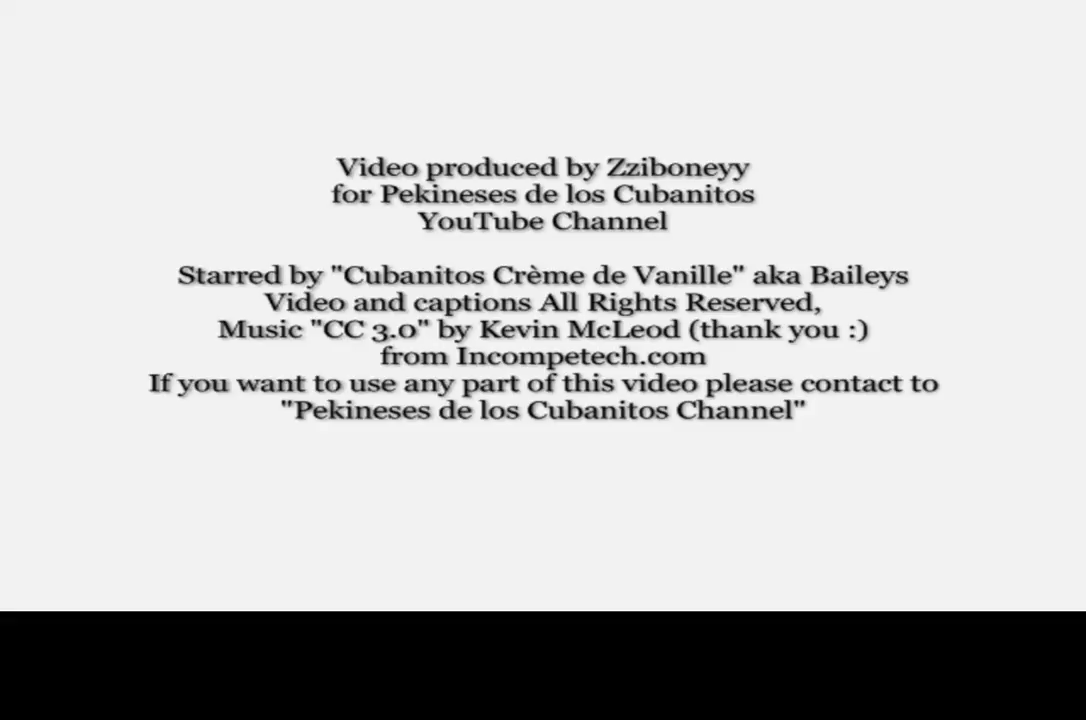 Video produced by Zziboneyy
for Pekineses de los Cubanitos
YouTube Channel
Starred by "Cubanitos Crème de Vanille" aka Baileys
Video and captions All Rights Reserved,
Music "CC 3.0" by Kevin McLeod (thank you :)
from Incompetech.com
If you want to use any part of this video please contact to
"Pekineses de los Cubanitos Channel"